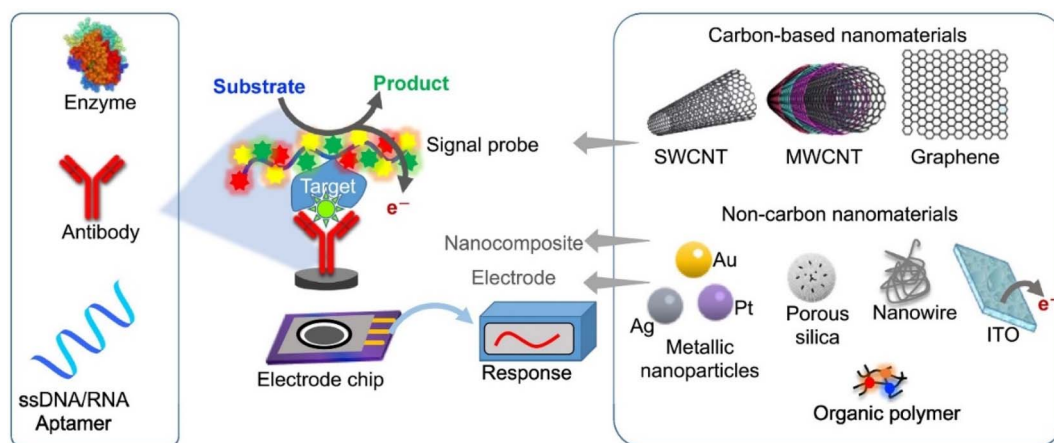 Enzyme
Antibody
ssDNA/RNA
Aptamer
Substrate
Product
Signal probe
Target
e⁻
Nanocomposite
Electrode
Electrode chip
Response
Carbon-based nanomaterials
SWCNT
MWCNT
Graphene
Non-carbon nanomaterials
Au
Ag
Pt
Metallic
nanoparticles
Porous
silica
Nanowire
ITO
e⁻
Organic polymer